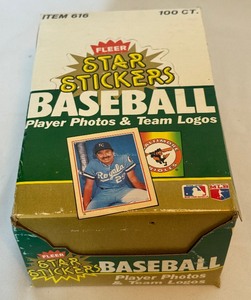 ITEM 616
100 CT.
FLEER
STAR
STICKERS
BASEBALL
Player Photos & Team Logos
Royals
MLB
FLEER
STAR
STICKERS
BASEBALL
Player Photos
& Team Logos